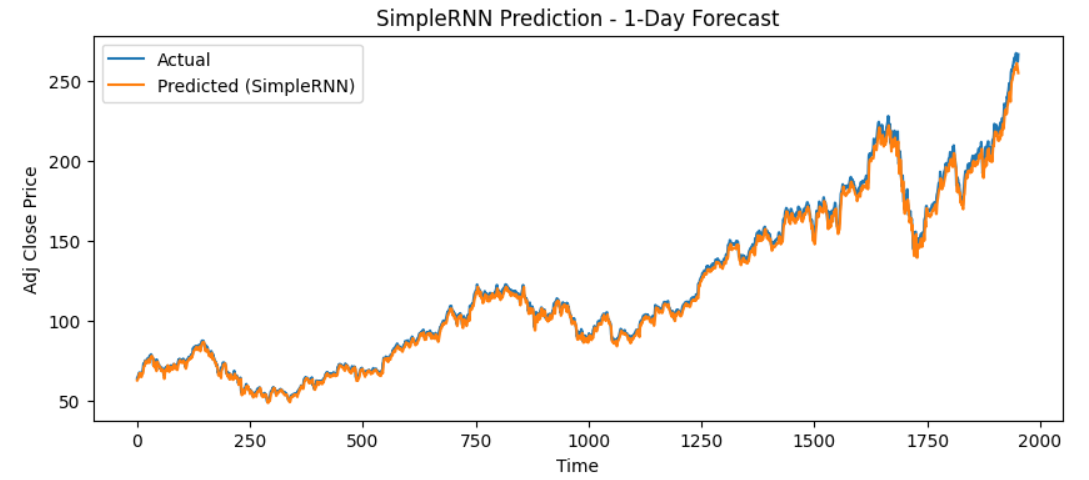 SimpleRNN Prediction - 1-Day Forecast
Actual
Predicted (SimpleRNN)
Adj Close Price
250
200
150
100
50
0 250 500 750 1000 1250 1500 1750 2000
Time